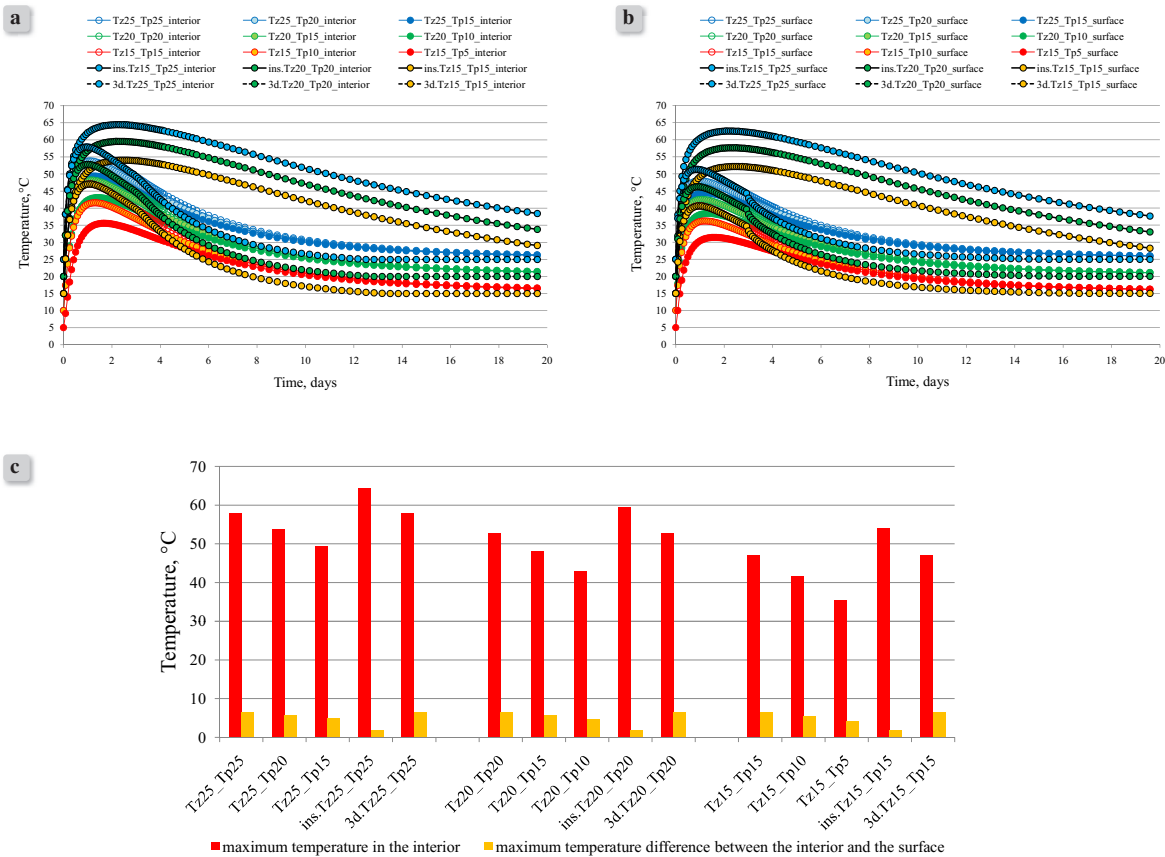 a
Tz25_Tp25_interior Tz25_Tp20_interior Tz25_Tp15_interior
Tz20_Tp20_interior Tz20_Tp15_interior Tz20_Tp10_interior
Tz15_Tp15_interior Tz15_Tp10_interior Tz15_Tp5_interior
ins.Tz15_Tp25_interior ins.Tz20_Tp20_interior ins.Tz15_Tp15_interior
3d.Tz25_Tp25_interior 3d.Tz20_Tp20_interior 3d.Tz15_Tp15_interior
Temperature, °C
70
65
60
55
50
45
40
35
30
25
20
15
10
5
0
0 2 4 6 8 10 12 14 16 18 20
Time, days
b
Tz25_Tp25_surface Tz25_Tp20_surface Tz25_Tp15_surface
Tz20_Tp20_surface Tz20_Tp15_surface Tz20_Tp10_surface
Tz15_Tp15_surface Tz15_Tp10_surface Tz15_Tp5_surface
ins.Tz15_Tp25_surface ins.Tz20_Tp20_surface ins.Tz15_Tp15_surface
3d.Tz25_Tp25_surface 3d.Tz20_Tp20_surface 3d.Tz15_Tp15_surface
Temperature, °C
70
65
60
55
50
45
40
35
30
25
20
15
10
5
0
0 2 4 6 8 10 12 14 16 18 20
Time, days
c
Temperature, °C
70
60
50
40
30
20
10
0
Tz25_Tp25
Tz25_Tp20
Tz25_Tp15
ins.Tz25_Tp25
3d.Tz25_Tp25
Tz20_Tp20
Tz20_Tp15
Tz20_Tp10
ins.Tz20_Tp20
3d.Tz20_Tp20
Tz15_Tp15
Tz15_Tp10
Tz15_Tp5
ins.Tz15_Tp15
3d.Tz15_Tp15
maximum temperature in the interior maximum temperature difference between the interior and the surface